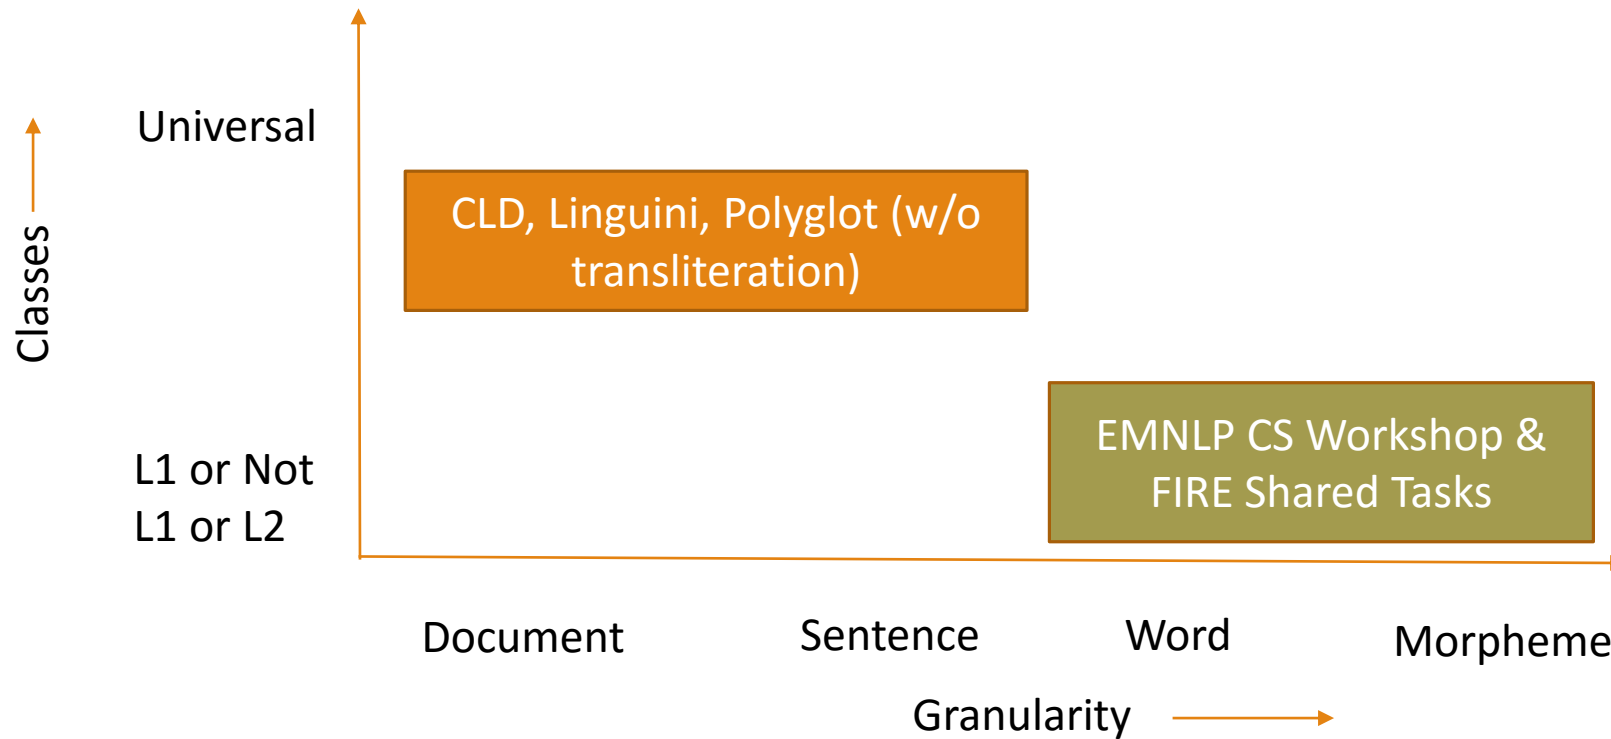 Universal
CLD, Linguini, Polyglot (w/o
transliteration)
Classes
EMNLP CS Workshop &
FIRE Shared Tasks
L1 or Not
L1 or L2
Document
Sentence
Word
Morpheme
Granularity